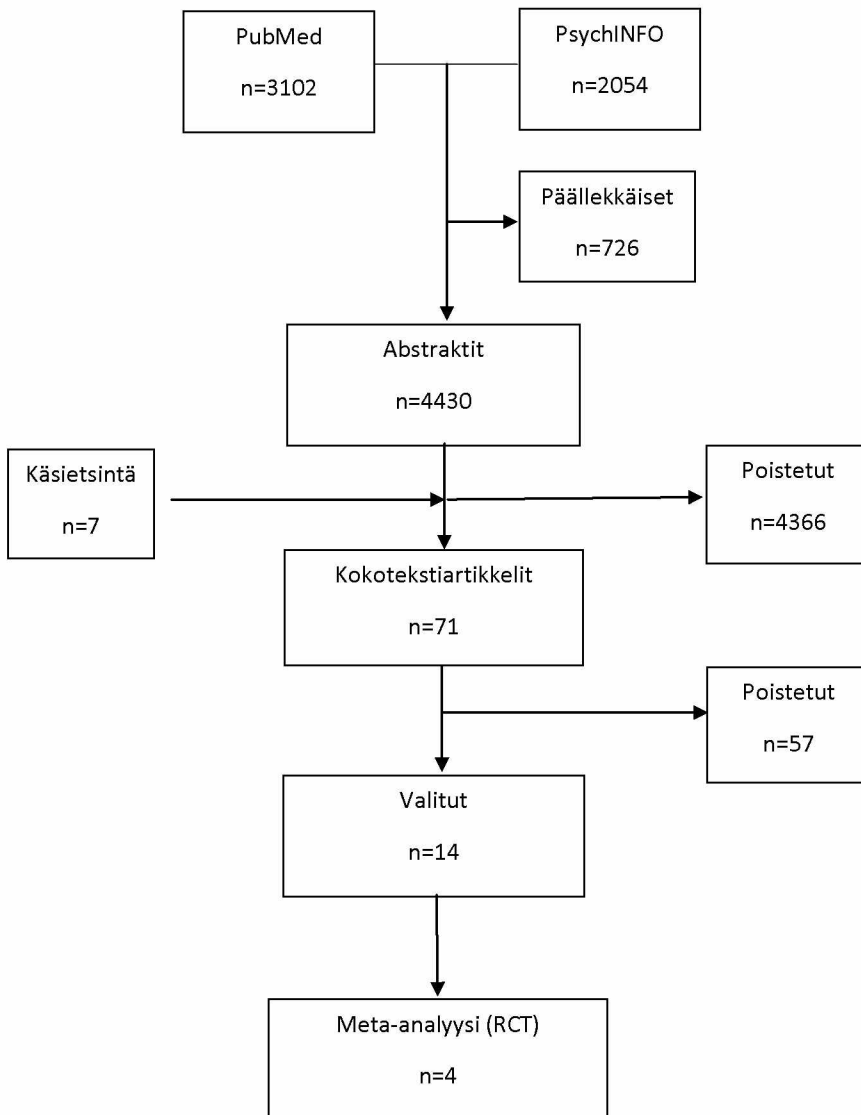 PubMed
n=3102
PsychINFO
n=2054
Päällekkäiset
n=726
Abstraktit
n=4430
Käsietsintä
n=7
Poistetut
n=4366
Kokotekstiartikkelit
n=71
Poistetut
n=57
Valitut
n=14
Meta-analyysi (RCT)
n=4